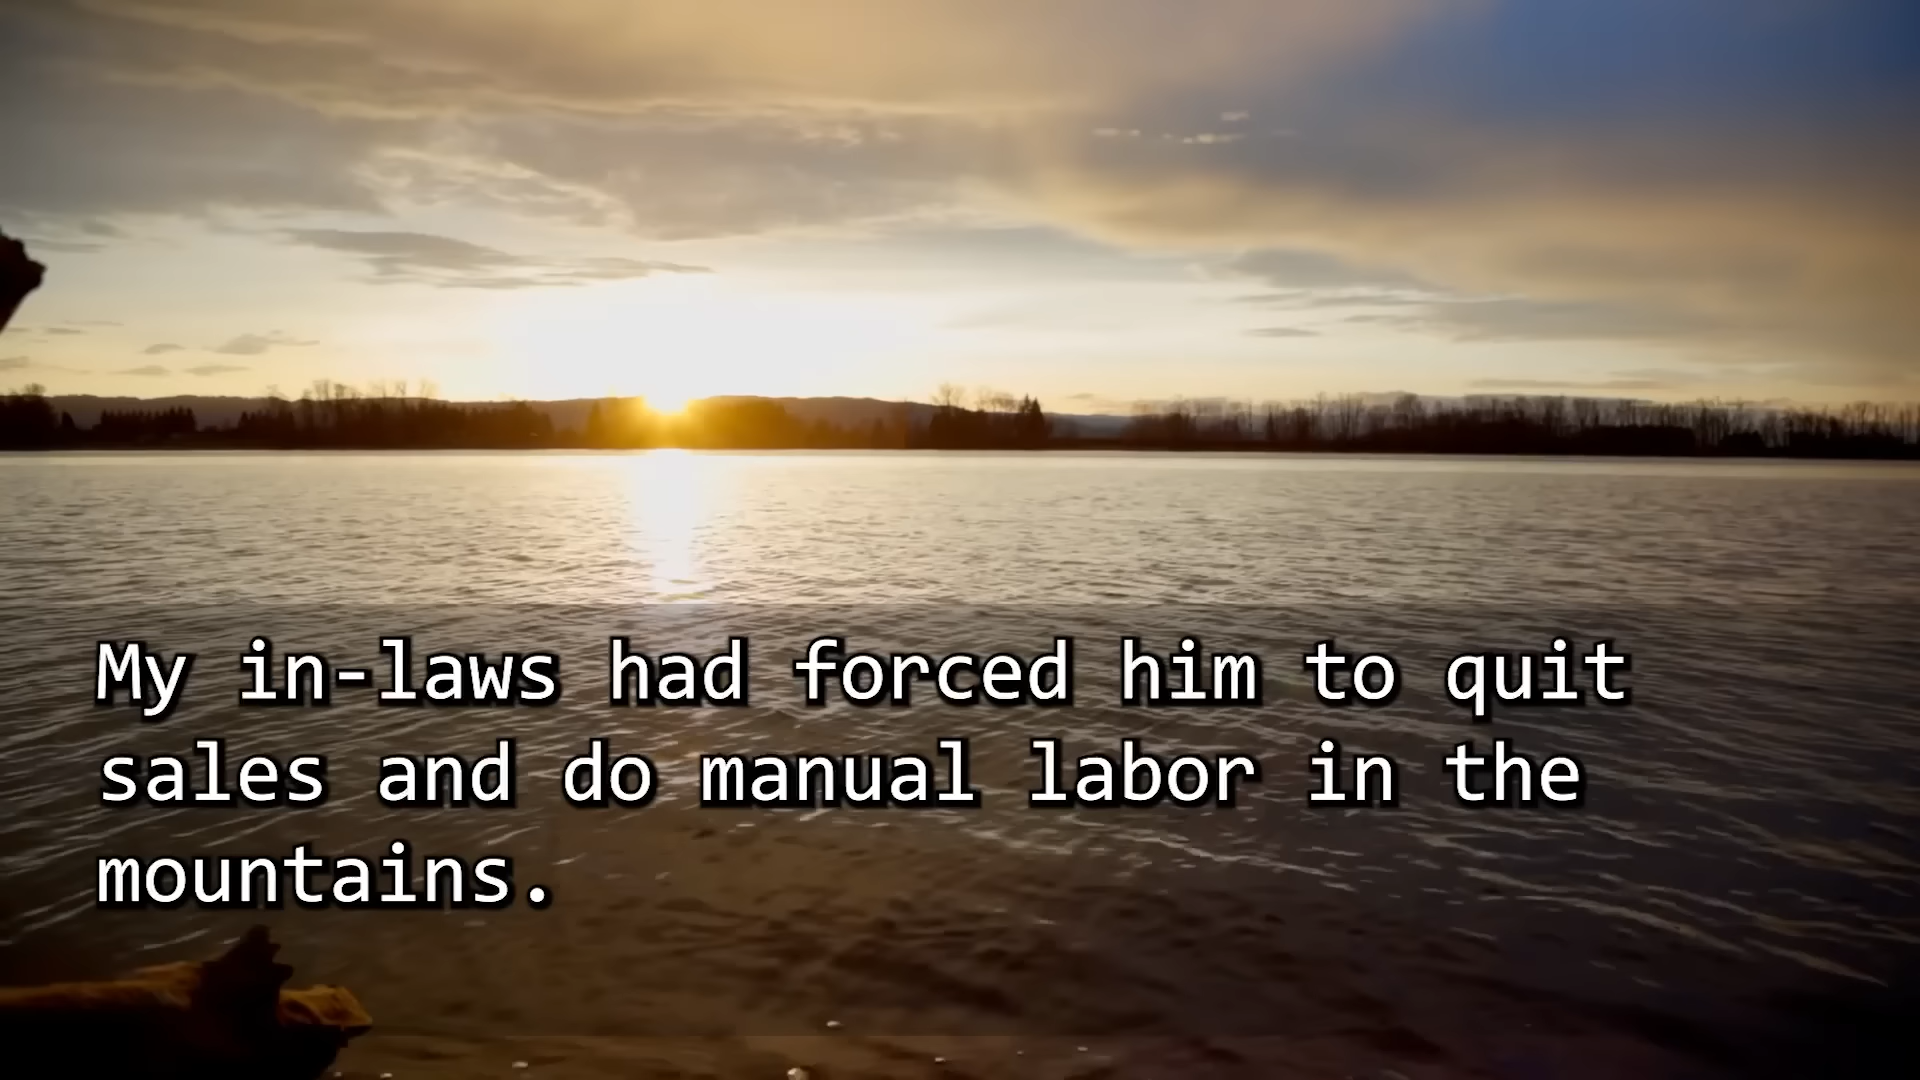 My in-laws had forced him to quit
sales and do manual labor in the
mountains.